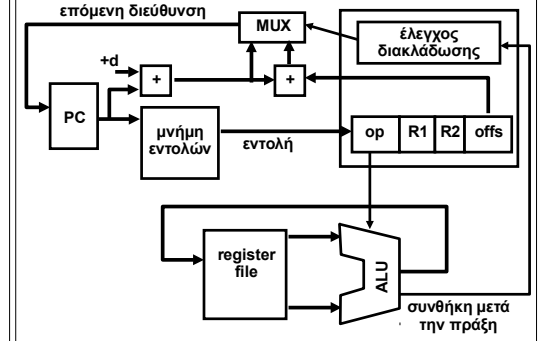 επόμενη διεύθυνση
MUX
έλεγχος
διακλάδωσης
+d
+
+
PC
μνήμη
εντολών
εντολή
op R1 R2 offs
register
file
ALU
συνθήκη μετά
την πράξη